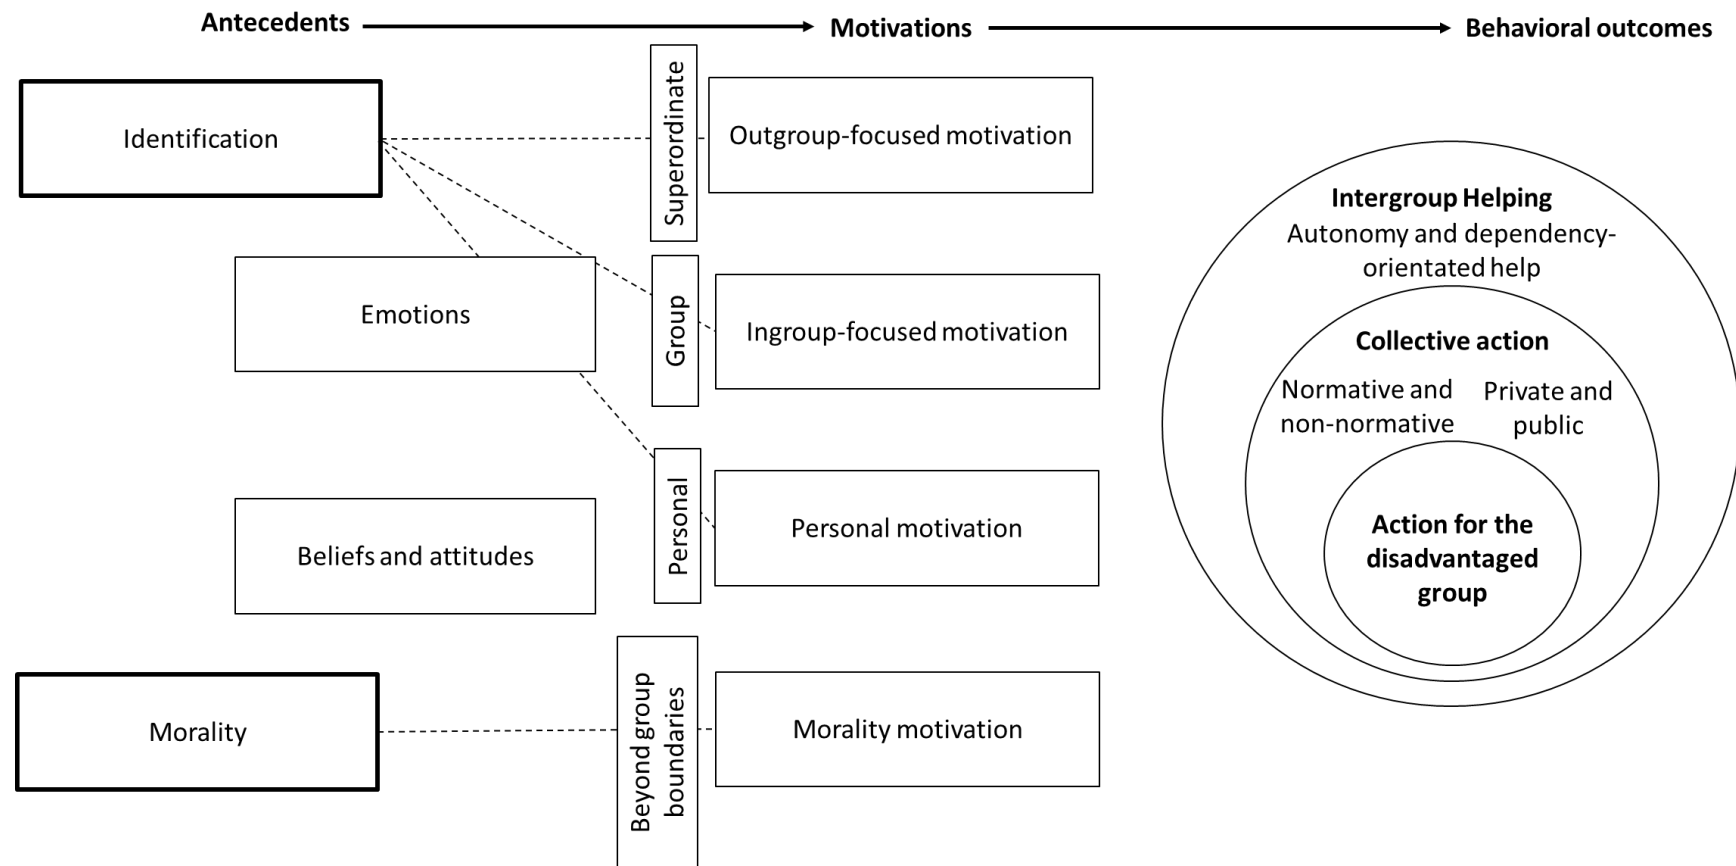 Antecedents
Motivations
Behavioral outcomes
Identification
Superordinate
Outgroup-focused motivation
Emotions
Group
Ingroup-focused motivation
Beliefs and attitudes
Personal
Personal motivation
Morality
Beyond group
boundaries
Morality motivation
Intergroup Helping
Autonomy and dependency-
orientated help
Collective action
Normative and
non-normative
Private and
public
Action for the
disadvantaged
group